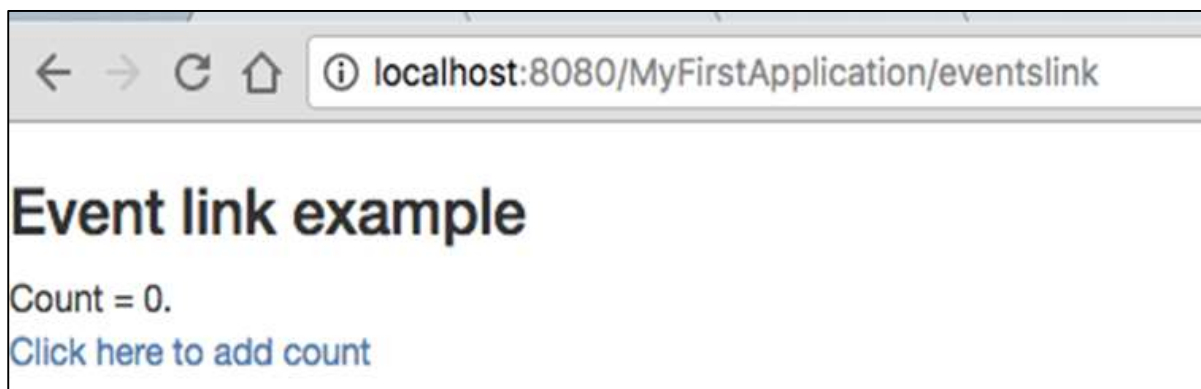 localhost:8080/MyFirstApplication/eventslink
Event link example
Count = 0.
Click here to add count